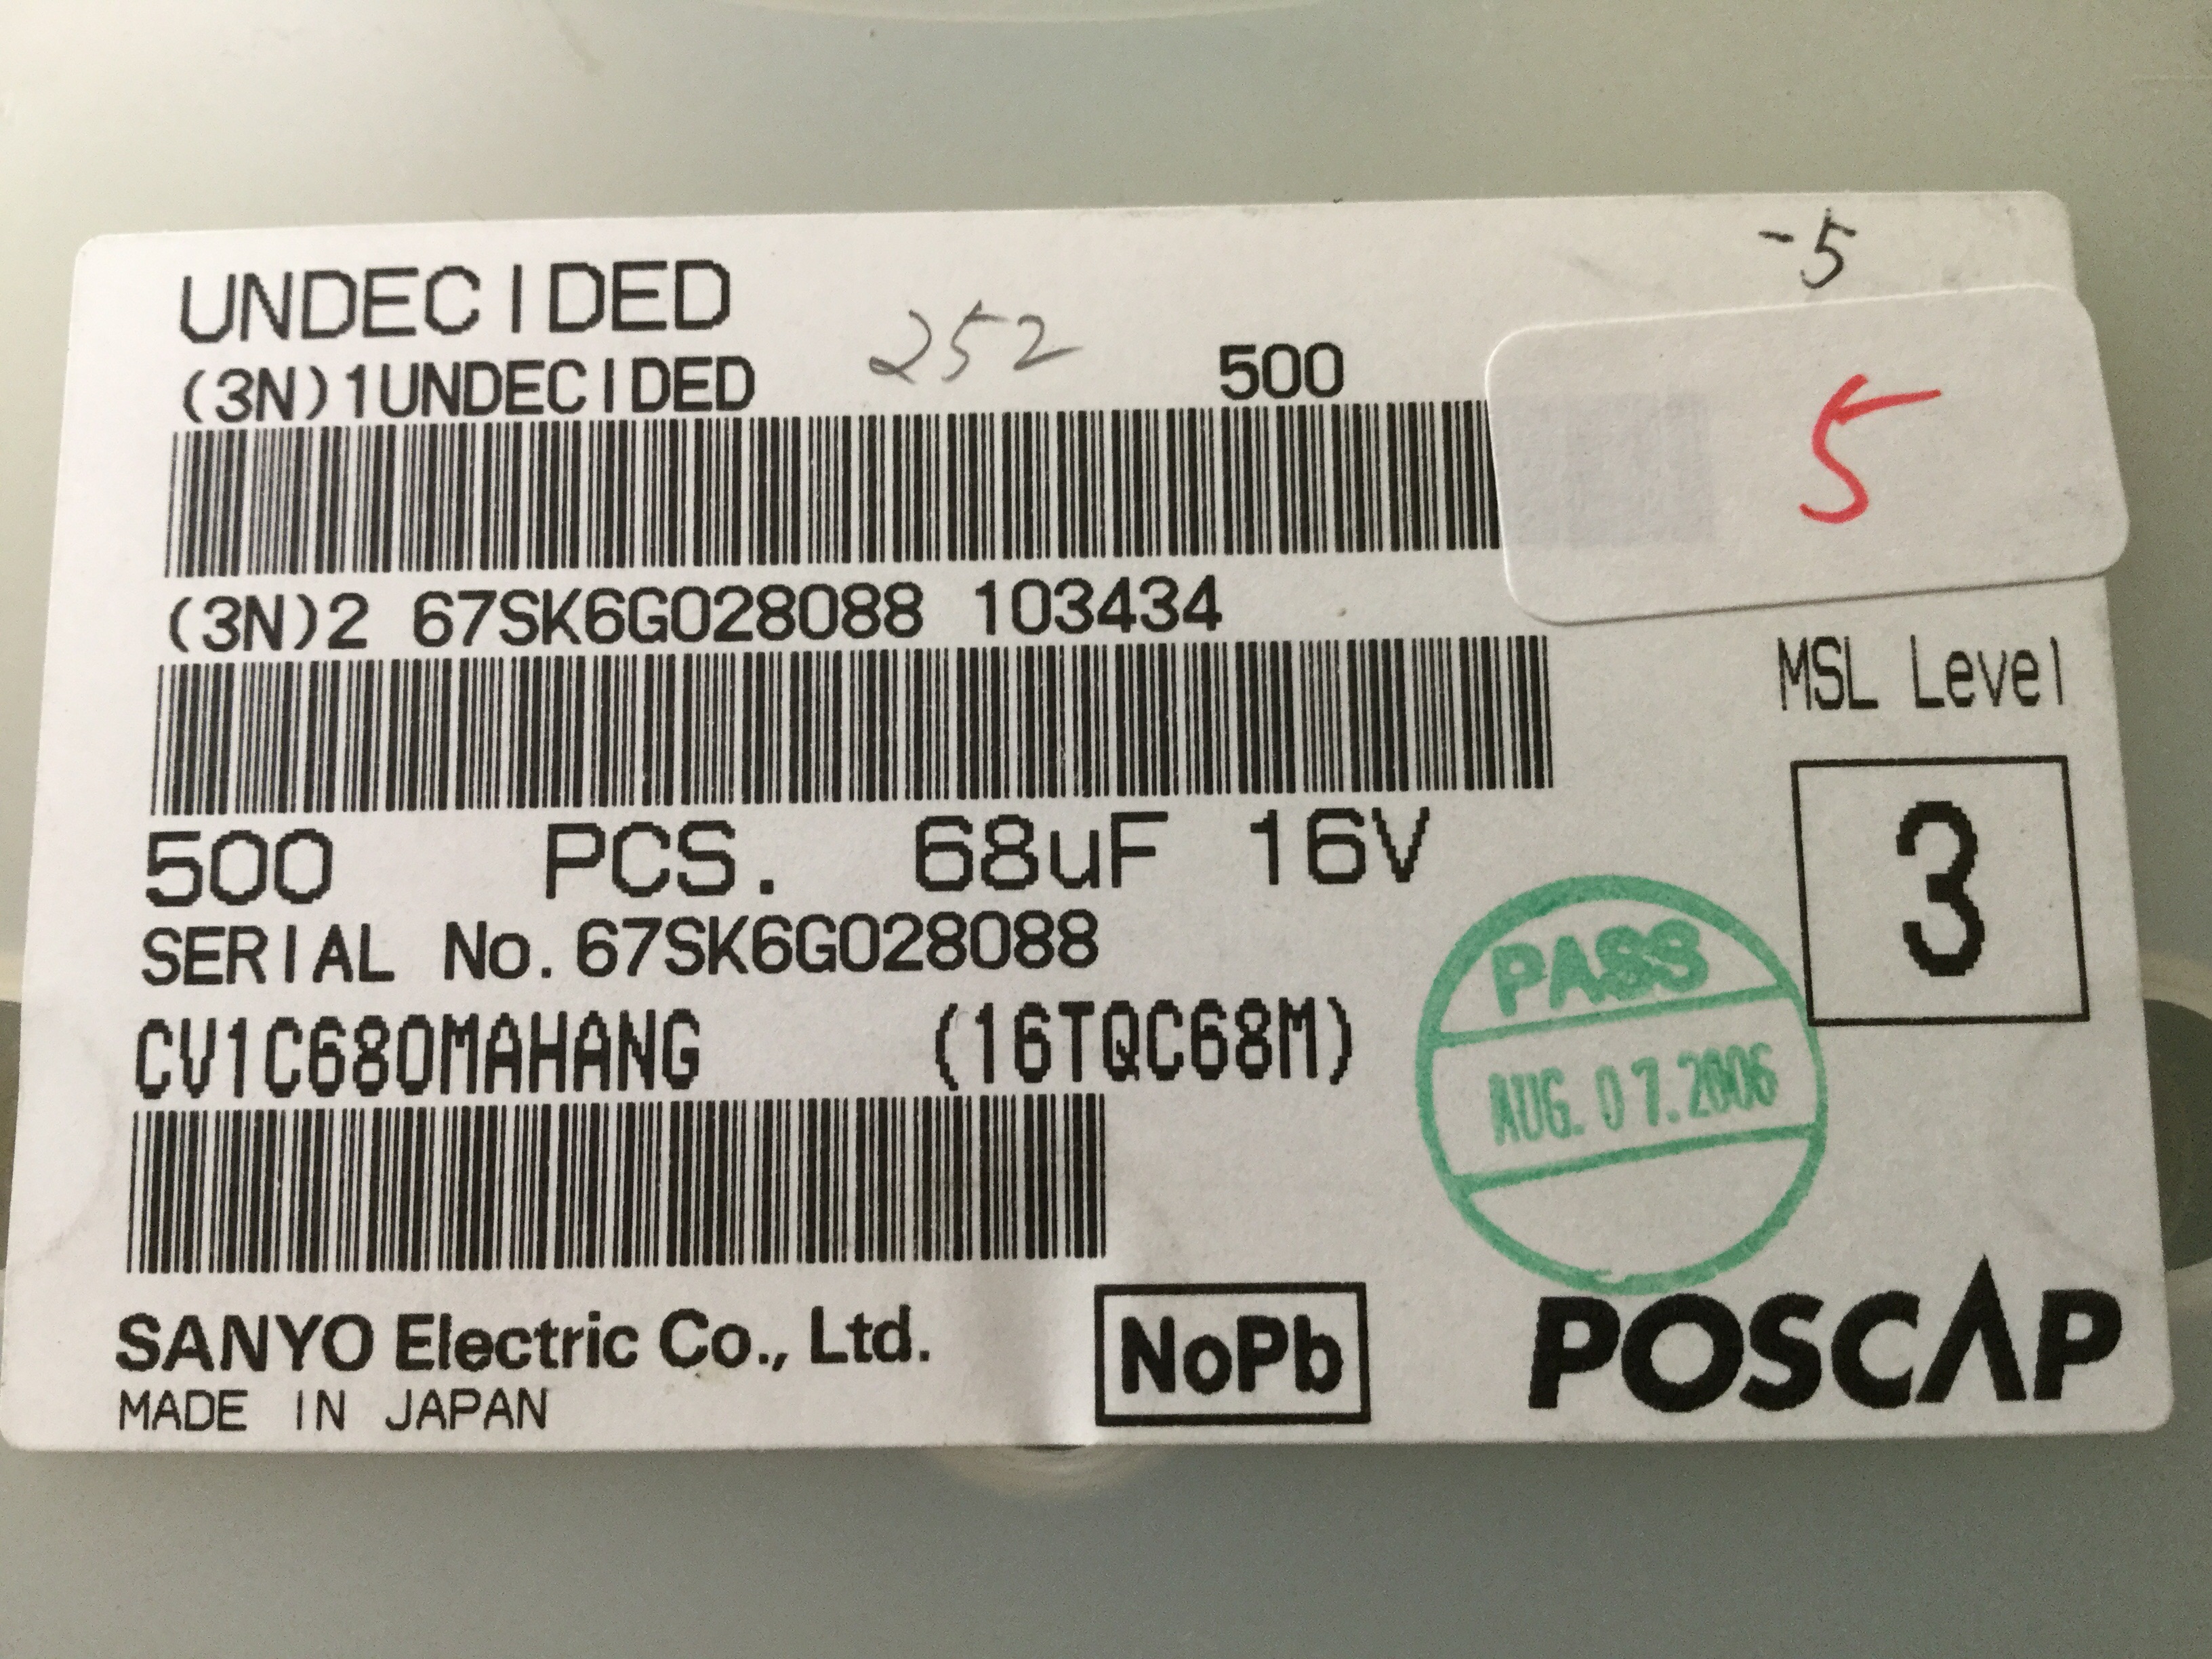 -5
UNDECIDED
(3N)1UNDECIDED 252 500
5
(3N)2 67SK6G028088 103434
MSL Level
3
500 PCS. 68uF 16V
SERIAL No.67SK6G028088
PASS
CV1C680MAHANG (16TQC68M)
AUG.07.2006
SANYO Electric Co., Ltd.
NoPb
POSCAP
MADE IN JAPAN